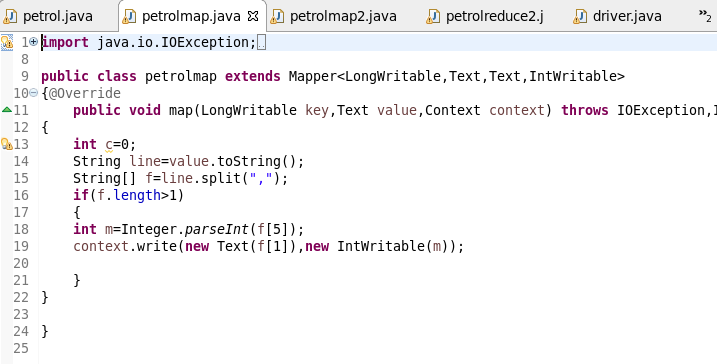 petrol.java petrolmap.java petrolmap2.java petrolreduce2.j driver.java »2
1 import java.io.IOException;
8
9 public class petrolmap extends Mapper<LongWritable,Text,Text,IntWritable>
10 {@Override
11 public void map(LongWritable key,Text value,Context context) throws IOException,I
12 {
13 int c=0;
14 String line=value.toString();
15 String[] f=line.split(",");
16 if(f.length>1)
17 {
18 int m=Integer.parseInt(f[5]);
19 context.write(new Text(f[1]),new IntWritable(m));
20
21 }
22 }
23
24 }
25